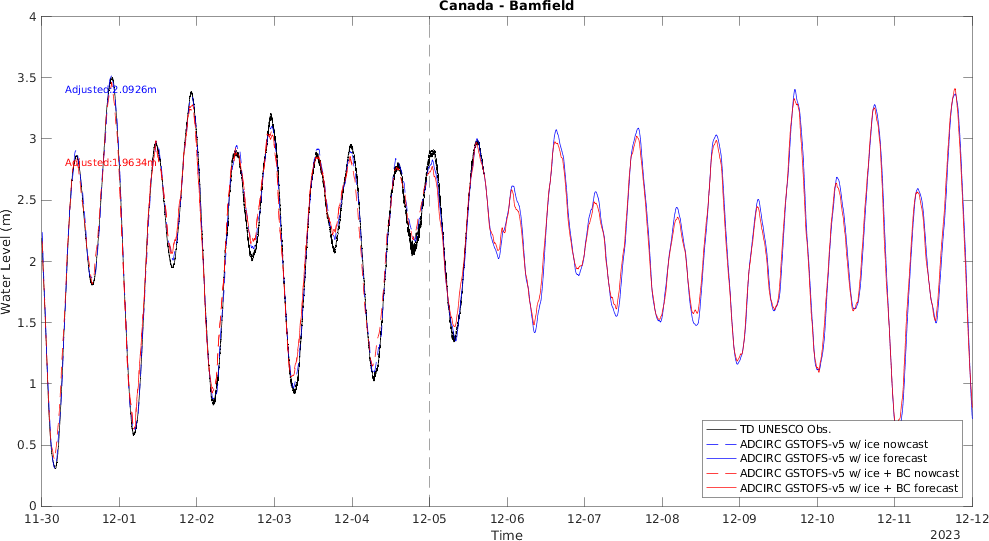 Canada - Bamfield
Water Level (m)
4
3.5
3
2.5
2
1.5
1
0.5
0
Adjusted:2.0926m
Adjusted:1.9634m
TD UNESCO Obs.
ADCIRC GSTOFS-v5 w/ ice nowcast
ADCIRC GSTOFS-v5 w/ ice forecast
ADCIRC GSTOFS-v5 w/ ice + BC nowcast
ADCIRC GSTOFS-v5 w/ ice + BC forecast
11-30 12-01 12-02 12-03 12-04 12-05 12-06 12-07 12-08 12-09 12-10 12-11 12-12
Time
2023